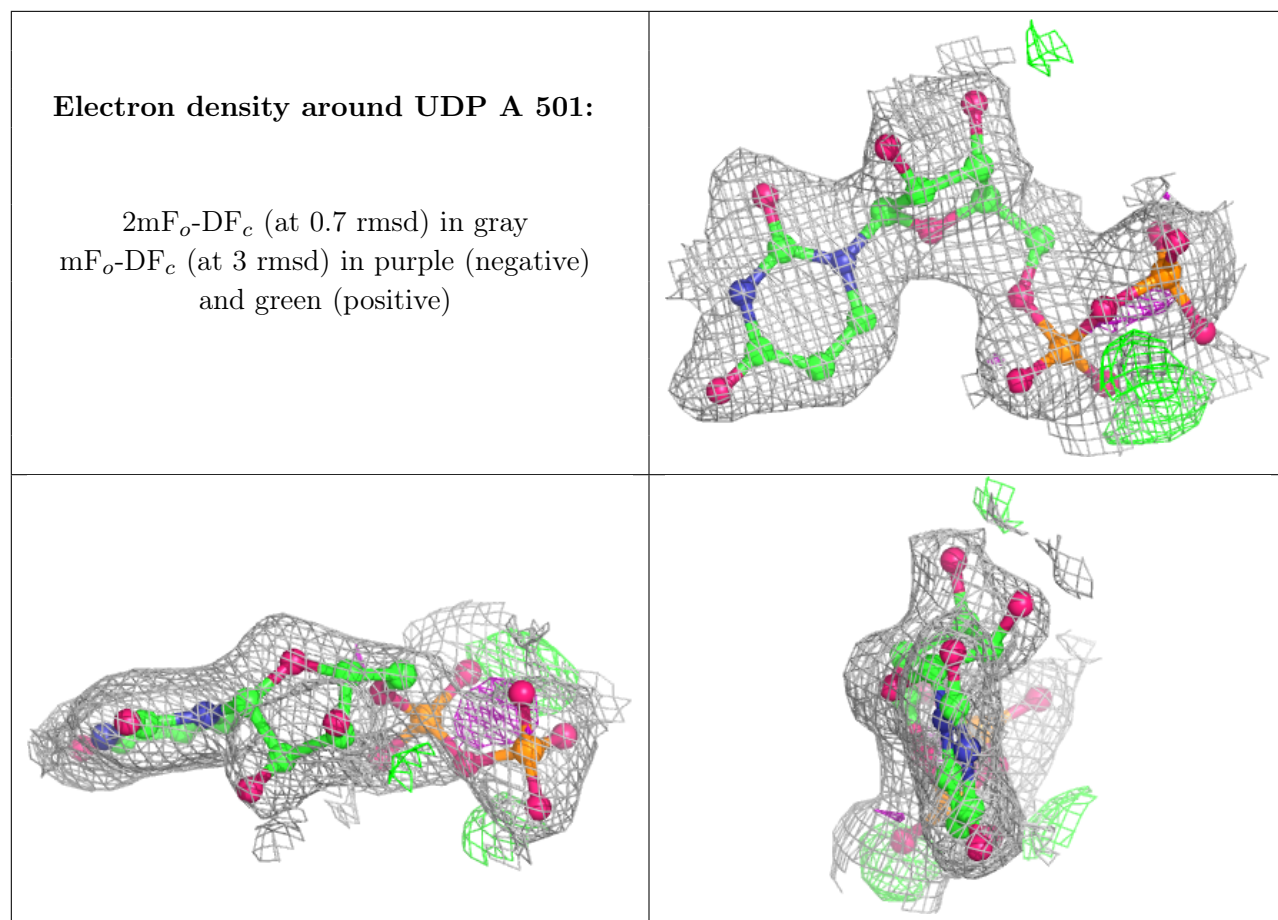 Electron density around UDP A 501:
2mFo-DFc (at 0.7 rmsd) in gray
mFo-DFc (at 3 rmsd) in purple (negative)
and green (positive)